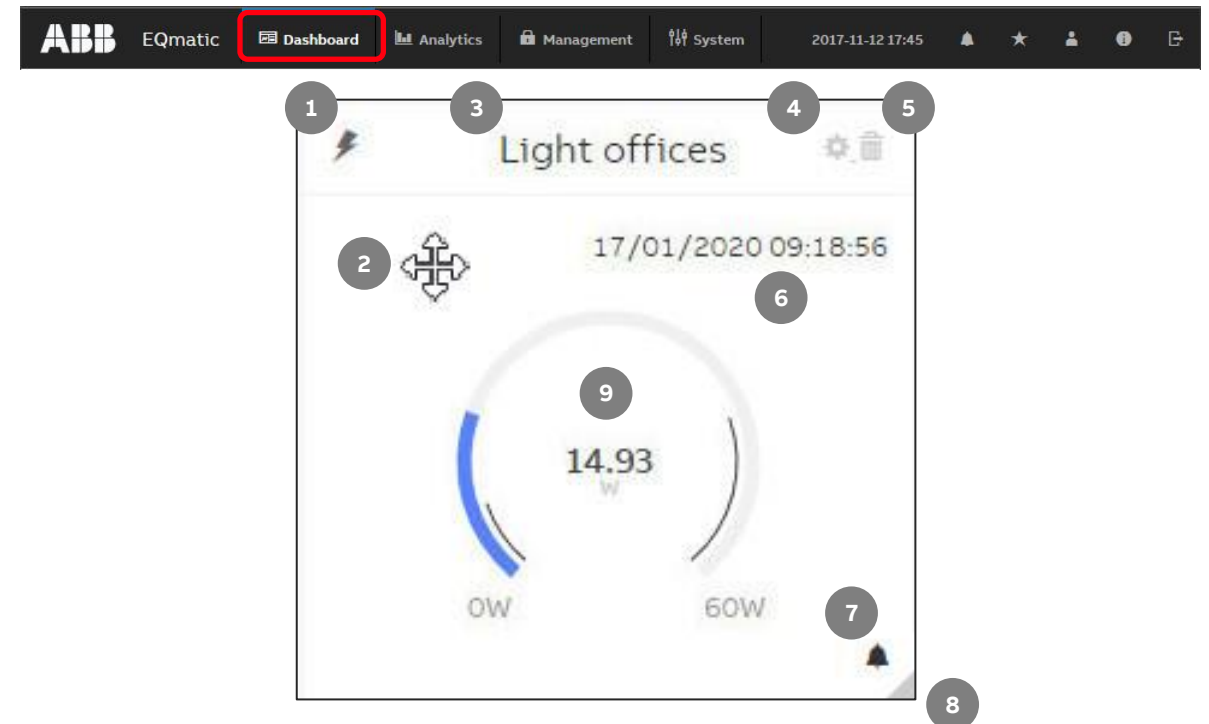 ABB EQmatic Dashboard Analytics Management System 2017-11-12 17:45
1 3 4 5
Light offices
2 17/01/2020 09:18:56
6
9
14.93
W
0W 60W
7
8